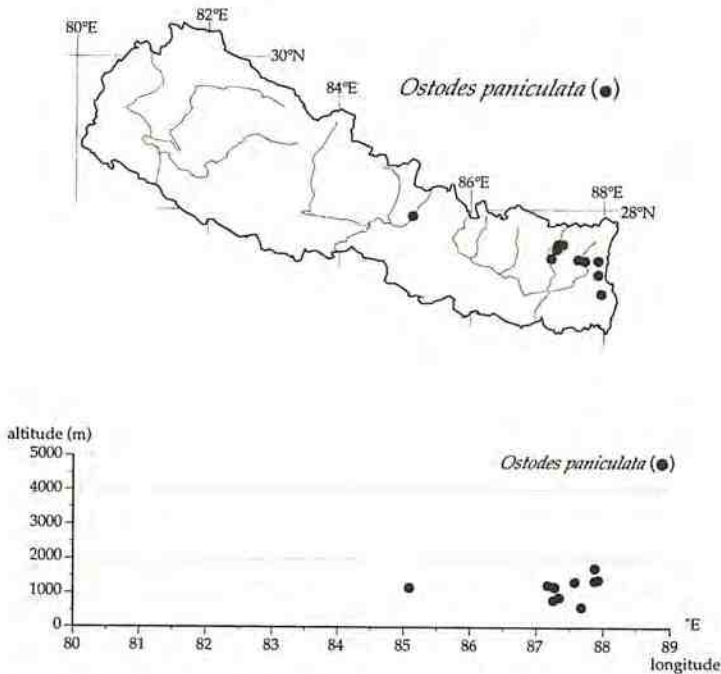 80°E
82°E
30°N
84°E
Ostodes paniculata (●)
86°E
88°E
28°N
altitude (m)
5000
Ostodes paniculata (●)
4000
3000
2000
1000
0
°E
80 81 82 83 84 85 86 87 88 89
longitude